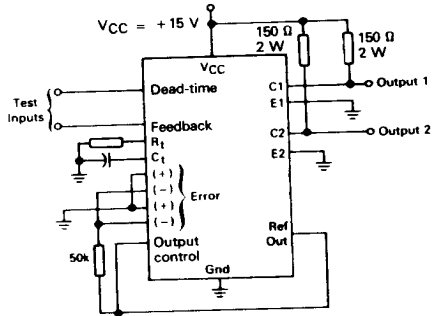 VCC = +15 V
150 Ω
2 W
150 Ω
2 W
VCC
Test
Inputs
Dead-time
Feedback
Rt
Ct
(+)
(−)
(+)
(−)
Error
Output
control
Gnd
C1
E1
C2
E2
Ref
Out
Output 1
Output 2
50k